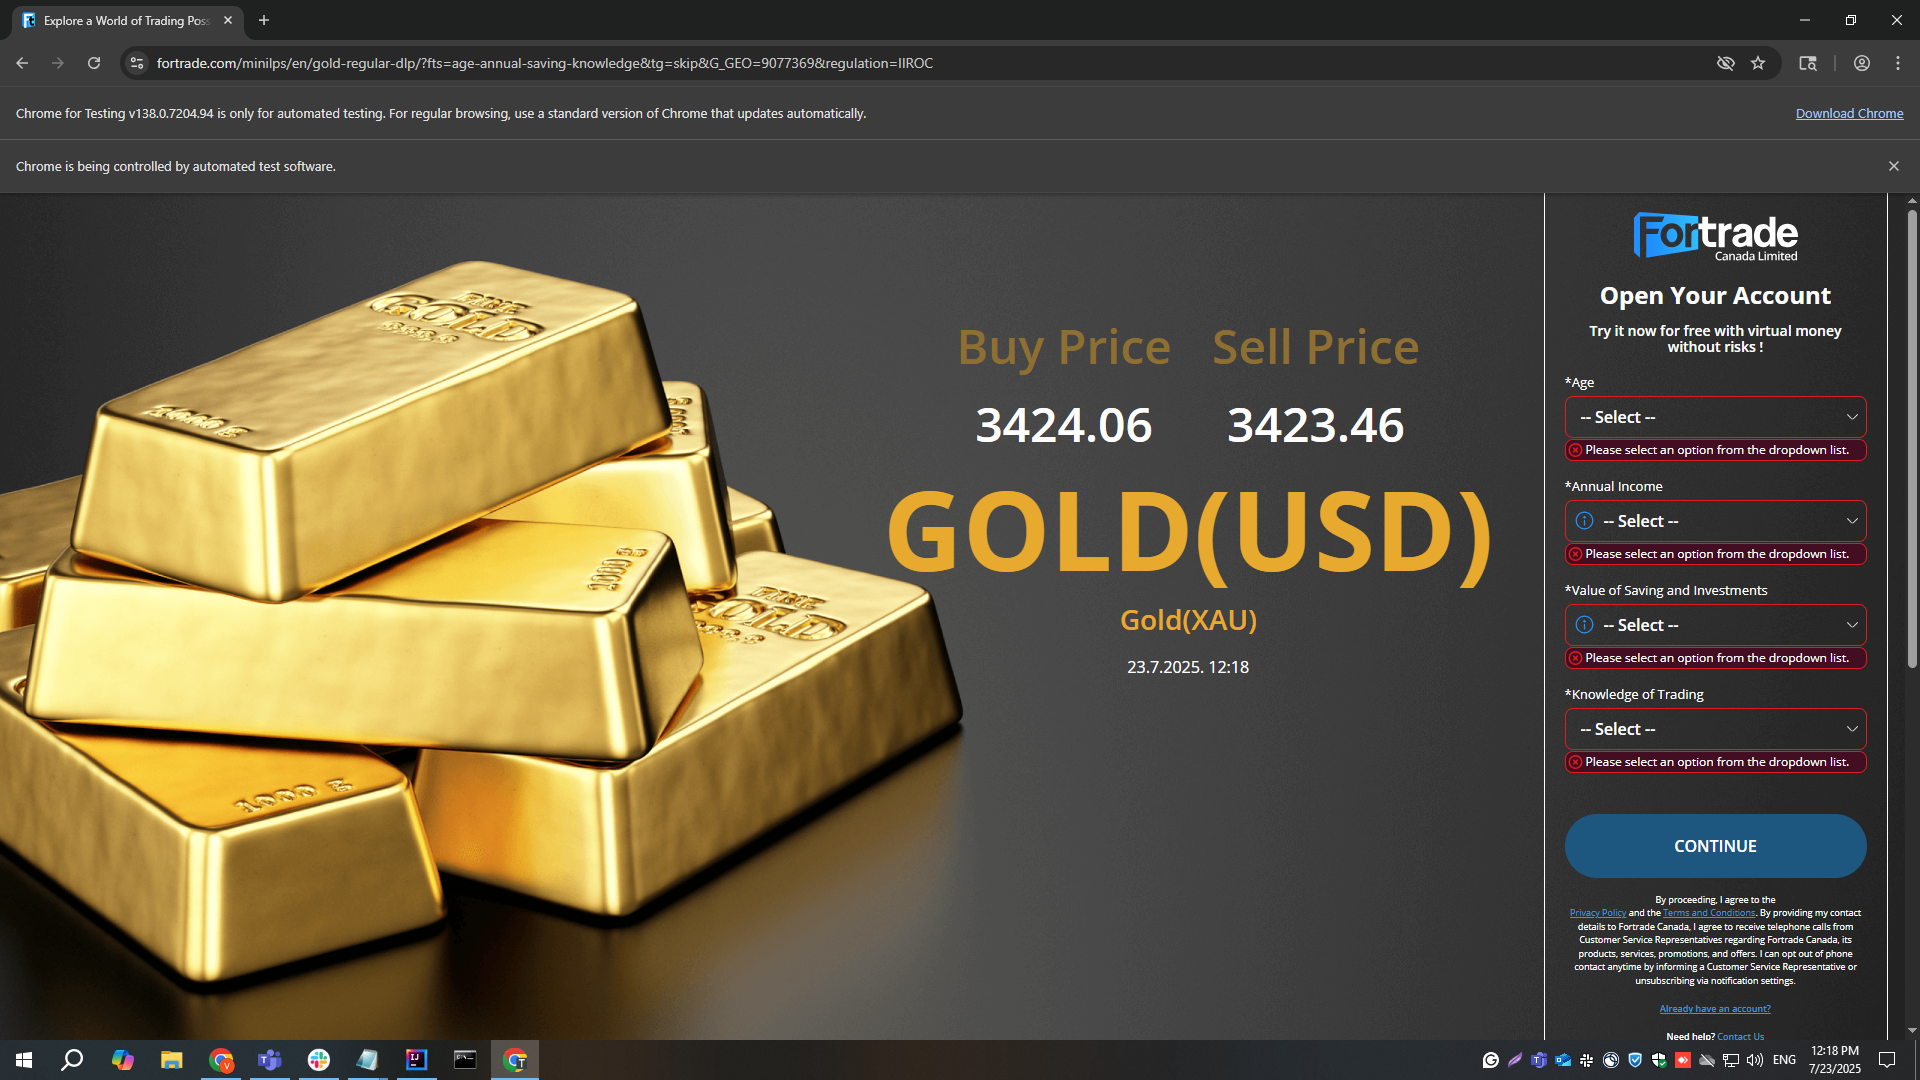 Explore a World of Trading Pos
fortrade.com/minilps/en/gold-regular-dlp/?fts=age-annual-saving-knowledge&tg=skip&G_GEO=9077369&regulation=IIROC
Chrome for Testing v138.0.7204.94 is only for automated testing. For regular browsing, use a standard version of Chrome that updates automatically.
Download Chrome
Chrome is being controlled by automated test software.
FINE
GOLD
999,9
1000 g
1000 g
FINE
GOLD
1000 g
Buy Price
Sell Price
3424.06
3423.46
GOLD(USD)
Gold(XAU)
23.7.2025. 12:18
Fortrade
Canada Limited
Open Your Account
Try it now for free with virtual money
without risks !
*Age
-- Select --
Please select an option from the dropdown list.
*Annual Income
-- Select --
Please select an option from the dropdown list.
*Value of Saving and Investments
-- Select --
Please select an option from the dropdown list.
*Knowledge of Trading
-- Select --
Please select an option from the dropdown list.
CONTINUE
By proceeding, I agree to the
Privacy Policy and the Terms and Conditions. By providing my contact
details to Fortrade Canada, I agree to receive telephone calls from
Customer Service Representatives regarding Fortrade Canada, its
products, services, promotions, and offers. I can opt out of phone
contact anytime by informing a Customer Service Representative or
unsubscribing via notification settings.
Already have an account?
Need help? Contact Us
ENG
12:18 PM
7/23/2025